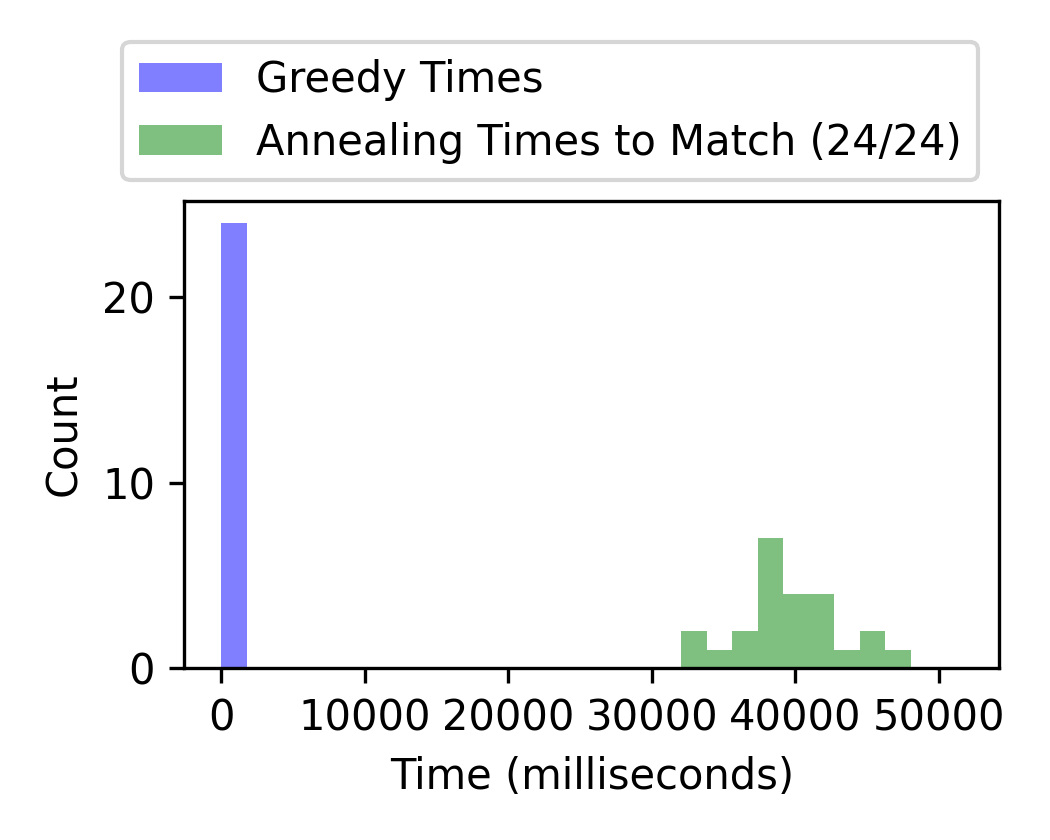 Greedy Times
Annealing Times to Match (24/24)
20
10
0
Count
0 10000 20000 30000 40000 50000
Time (milliseconds)